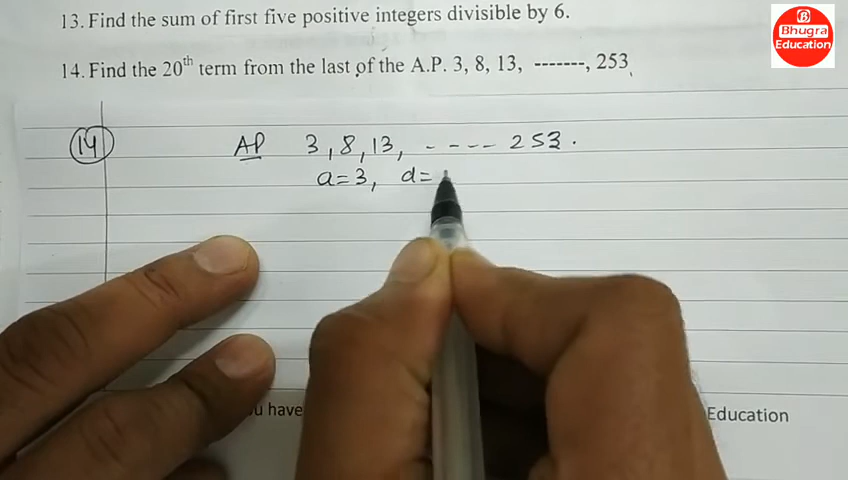 13. Find the sum of first five positive integers divisible by 6.
Bhugra
Education
14. Find the 20th term from the last of the A.P. 3, 8, 13, -------, 253.
14 AP 3, 8, 13, ---- 253.
a=3, d=
u have Education